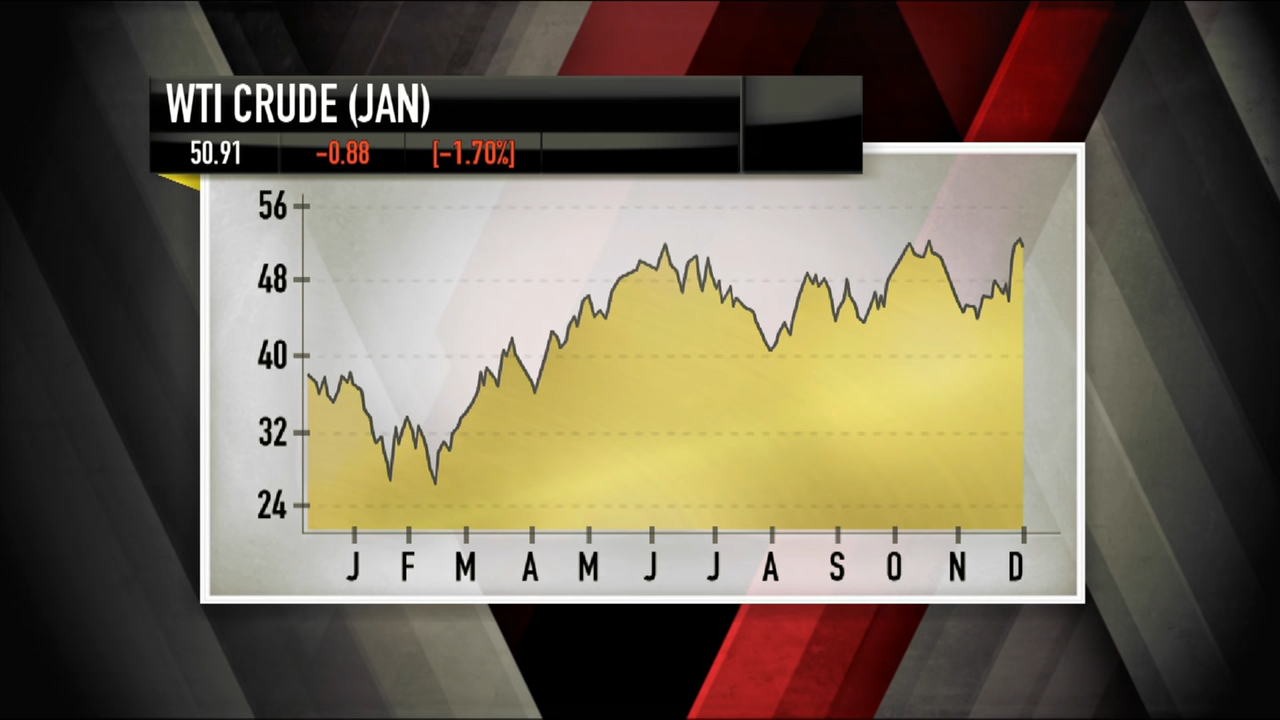 WTI CRUDE (JAN)
50.91 -0.88 [-1.70%]
56
48
40
32
24
J F M A M J J A S O N D